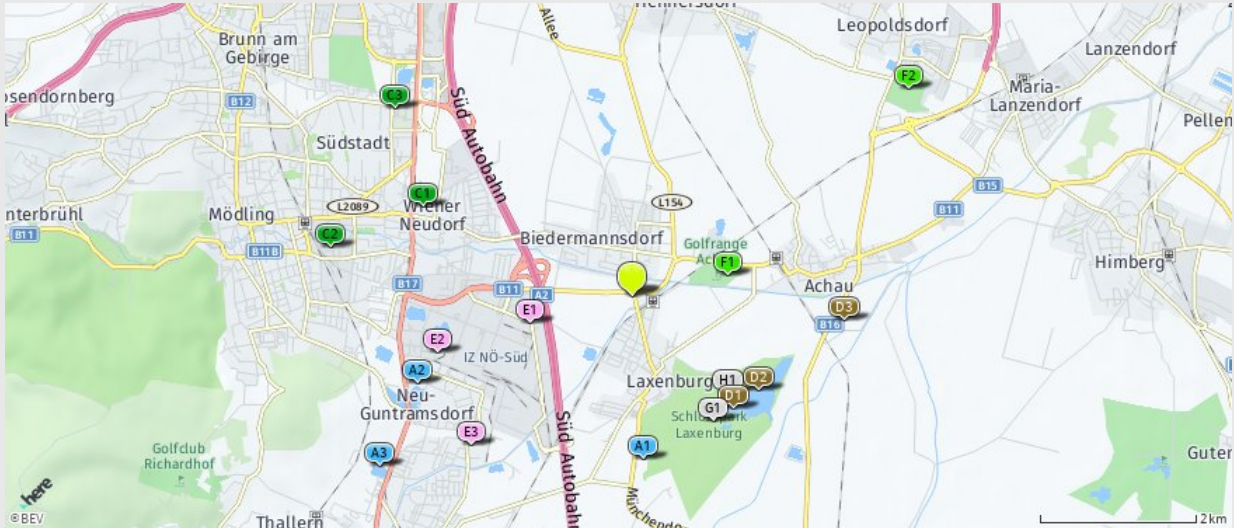 Hennersdorf
Allee
Leopoldsdorf
Brunn am
Gebirge
Lanzendorf
F2
C3
Maria-
Lanzendorf
B12
Südstadt
Süd Autobahn
B15
C1
L2089
Wiener
Neudorf
L154
B11
Mödling
C2
B11
B11B
Biedermannsdorf
Golfrange
F1
Himberg
B17
B11
A2
Achau
E1
D3
B16
E2
IZ NÖ-Süd
A2
Laxenburg
H1
D2
D1
Neu-
Guntramsdorf
G1
Schlosspark
Laxenburg
E3
Süd Autobahn
A1
Golfclub
Richardhof
A3
here
©BEV
Thallern
2km